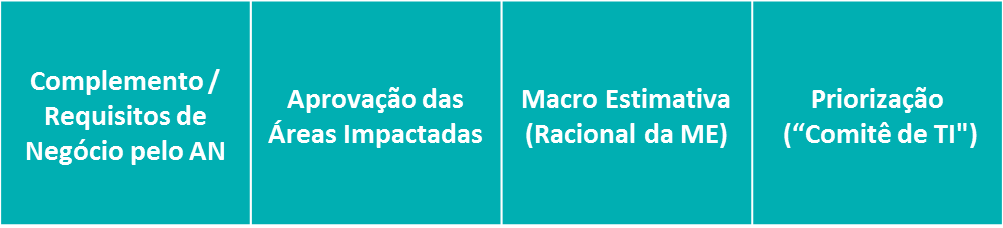 Complemento /
Requisitos de
Negócio pelo AN
Aprovação das
Áreas Impactadas
Macro Estimativa
(Racional da ME)
Priorização
(“Comitê de TI")